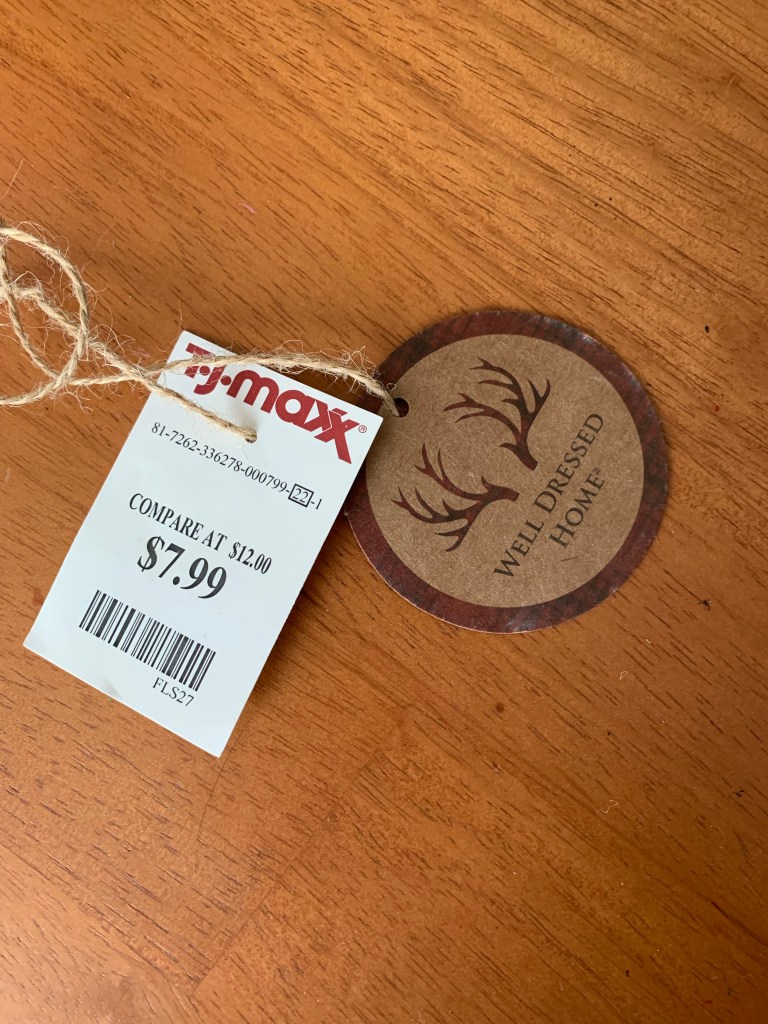 T·J·maxx®
81-7262-336278-000799-22-1
COMPARE AT $12.00
$7.99
FLS27
WELL DRESSED
HOME®